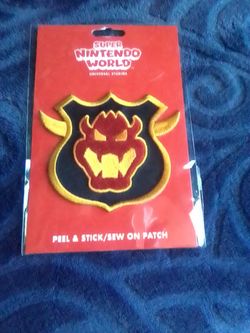 SUPER
NINTENDO
WORLD
UNIVERSAL STUDIOS
PEEL & STICK/SEW ON PATCH